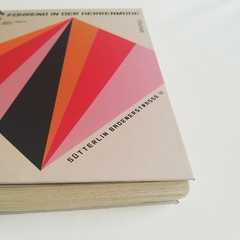 FÜHREND IN DER HERRENMODE
SÜTTERLIN BADENERSTRASSE 11